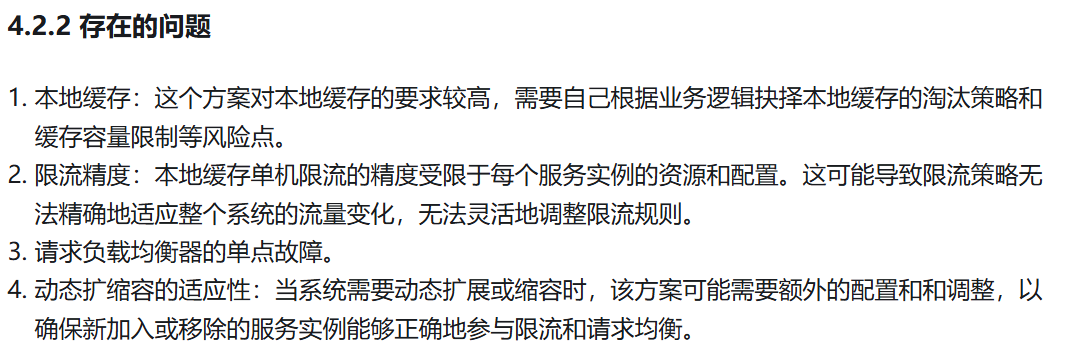 4.2.2 存在的问题
1. 本地缓存：这个方案对本地缓存的要求较高，需要自己根据业务逻辑抉择本地缓存的淘汰策略和
缓存容量限制等风险点。
2. 限流精度：本地缓存单机限流的精度受限于每个服务实例的资源和配置。这可能导致限流策略无
法精确地适应整个系统的流量变化，无法灵活地调整限流规则。
3. 请求负载均衡器的单点故障。
4. 动态扩缩容的适应性：当系统需要动态扩展或缩容时，该方案可能需要额外的配置和和调整，以
确保新加入或移除的服务实例能够正确地参与限流和请求均衡。